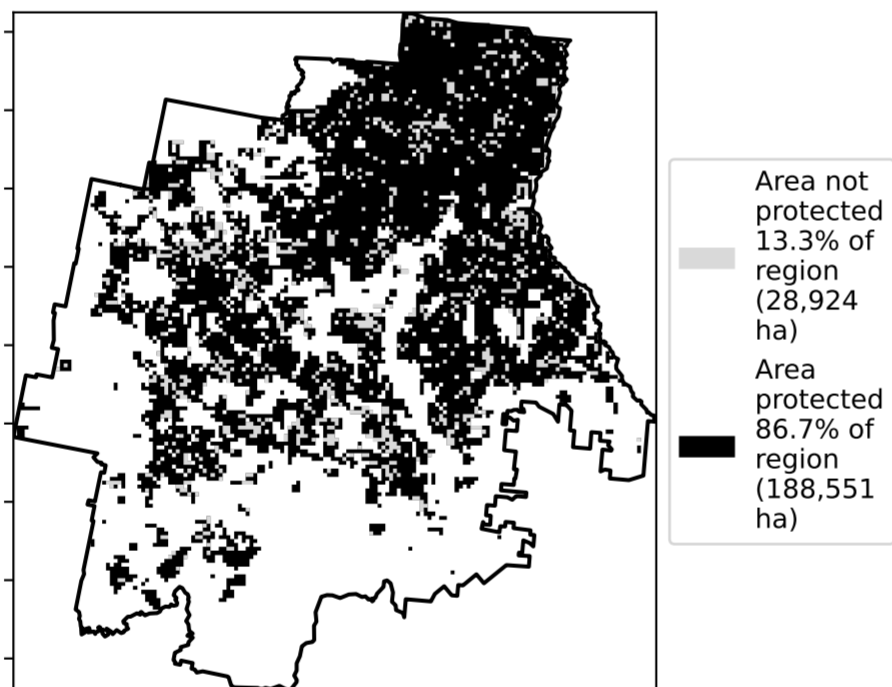 Area not
protected
13.3% of
region
(28,924
ha)
Area
protected
86.7% of
region
(188,551
ha)